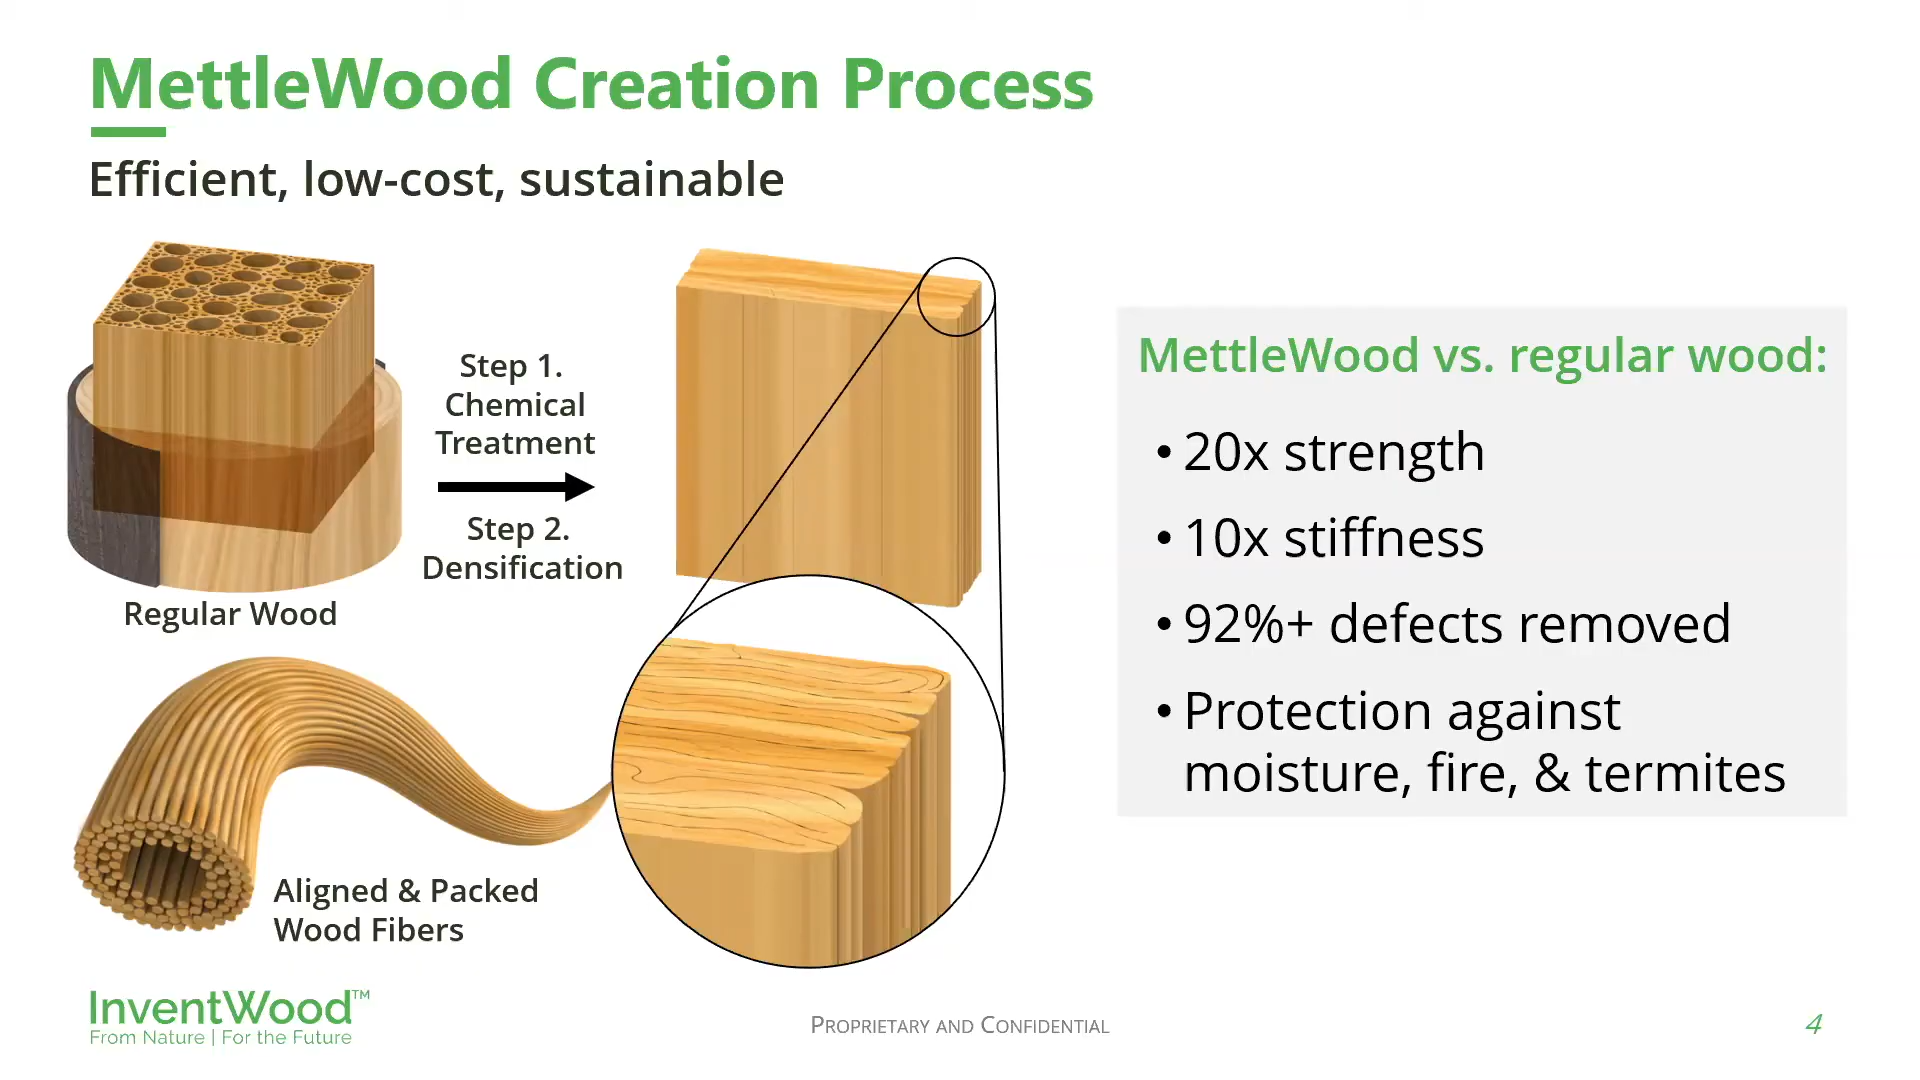 MettleWood Creation Process
Efficient, low-cost, sustainable
Step 1.
Chemical
Treatment
Step 2.
Densification
Regular Wood
Aligned & Packed
Wood Fibers
MettleWood vs. regular wood:
• 20x strength
• 10x stiffness
• 92%+ defects removed
• Protection against
moisture, fire, & termites
InventWood™
From Nature | For the Future
PROPRIETARY AND CONFIDENTIAL
4